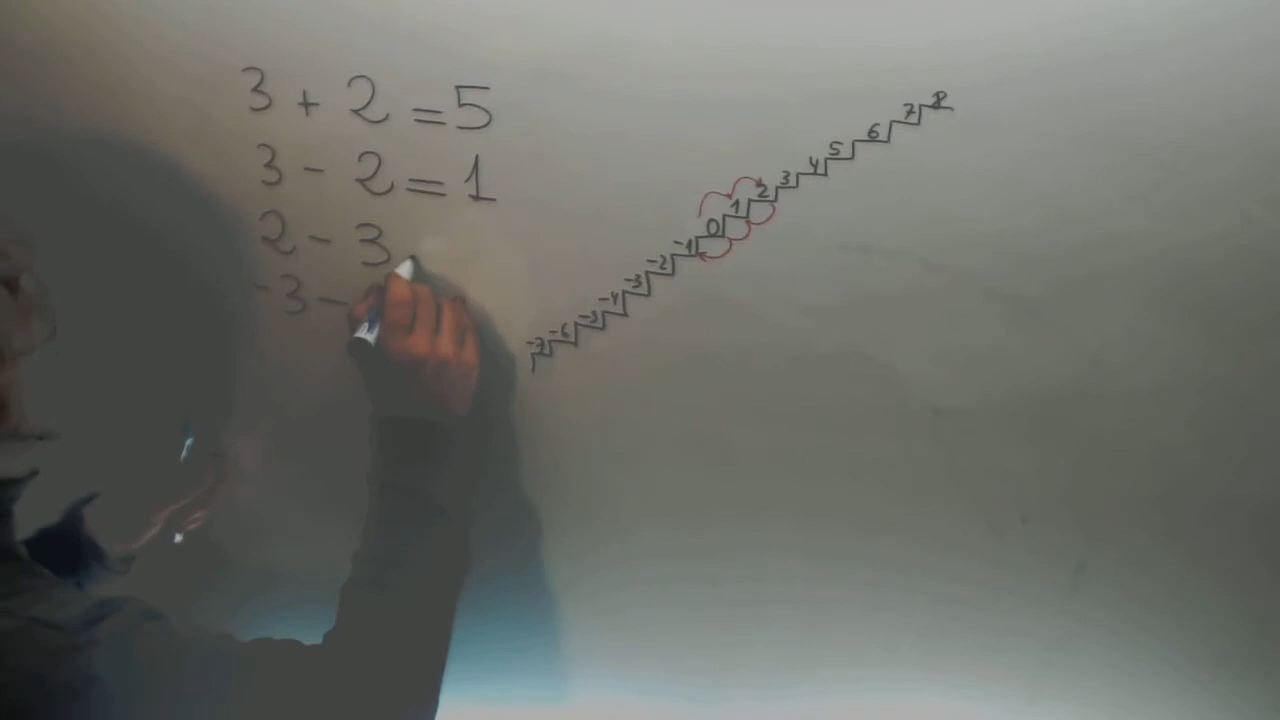 3 + 2 = 5
3 - 2 = 1
2 - 3
-3 -
-7 -6 -5 -4 -3 -2 -1 0 1 2 3 4 5 6 7 8